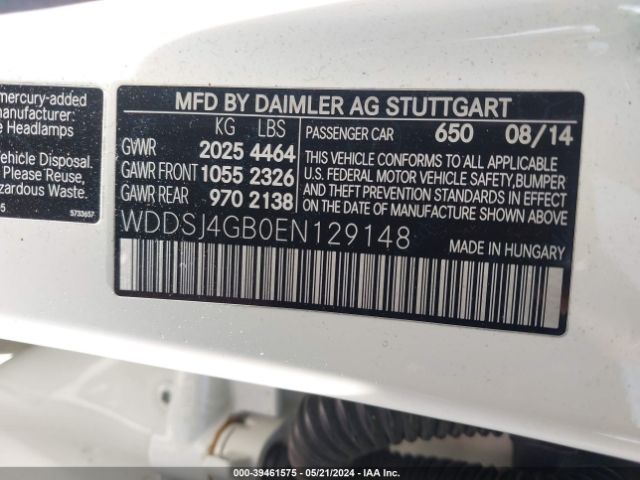 mercury-added
manufacturer:
e Headlamps
Vehicle Disposal.
Please Reuse,
azardous Waste.
5733657
MFD BY DAIMLER AG STUTTGART
KG LBS
GVWR 2025 4464
GAWR FRONT 1055 2326
GAWR REAR 970 2138
PASSENGER CAR 650 08/14
THIS VEHICLE CONFORMS TO ALL APPLICABLE
U.S. FEDERAL MOTOR VEHICLE SAFETY, BUMPER
AND THEFT PREVENTION STANDARDS IN
EFFECT ON THE DATE OF MANUFACTURE
SHOWN ABOVE.
WDDSJ4GB0EN129148
MADE IN HUNGARY
000-39461575 — 05/21/2024 — IAA Inc.